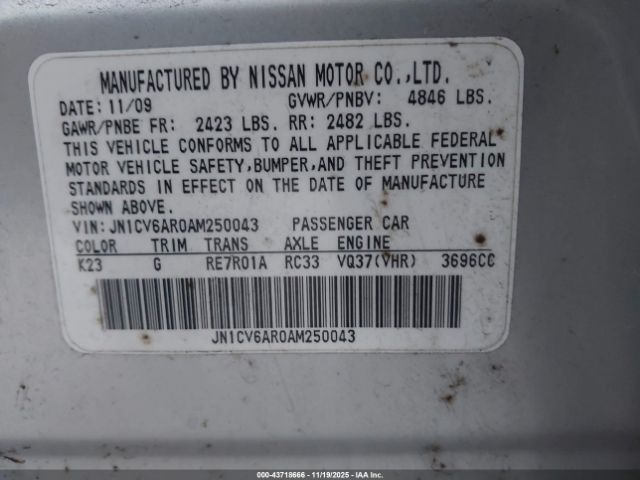 MANUFACTURED BY NISSAN MOTOR CO.,LTD.
DATE: 11/09 GVWR/PNBV: 4846 LBS.
GAWR/PNBE FR: 2423 LBS. RR: 2482 LBS.
THIS VEHICLE CONFORMS TO ALL APPLICABLE FEDERAL
MOTOR VEHICLE SAFETY,BUMPER,AND THEFT PREVENTION
STANDARDS IN EFFECT ON THE DATE OF MANUFACTURE
SHOWN ABOVE.
VIN: JN1CV6AR0AM250043 PASSENGER CAR
COLOR TRIM TRANS AXLE ENGINE
K23 G RE7R01A RC33 VQ37(VHR) 3696CC
JN1CV6AR0AM250043
000-43718666 - 11/19/2025 - IAA, Inc.